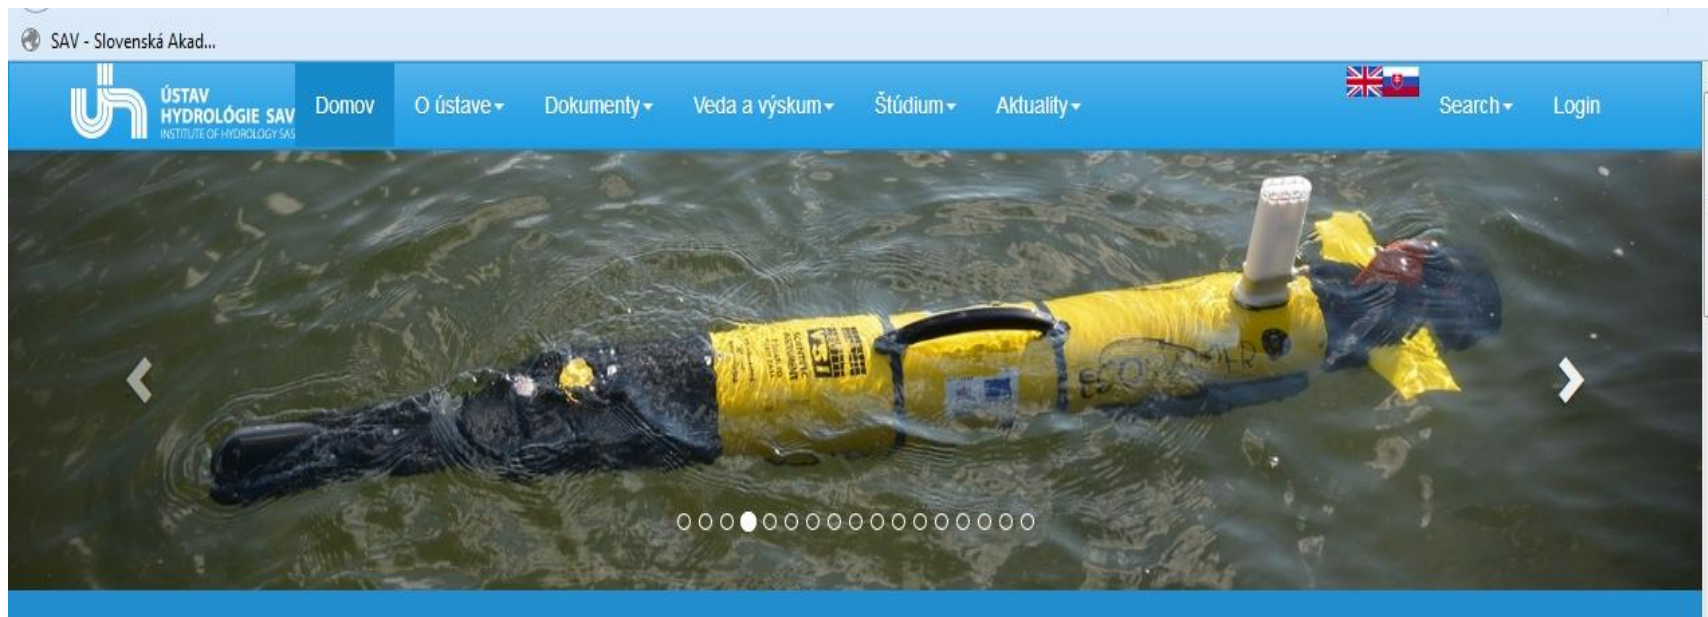 SAV - Slovenská Akad...
ÚSTAV
HYDROLÓGIE SAV
INSTITUTE OF HYDROLOGY SAS
Domov
O ústave
Dokumenty
Veda a výskum
Štúdium
Aktuality
Search
Login
YSI